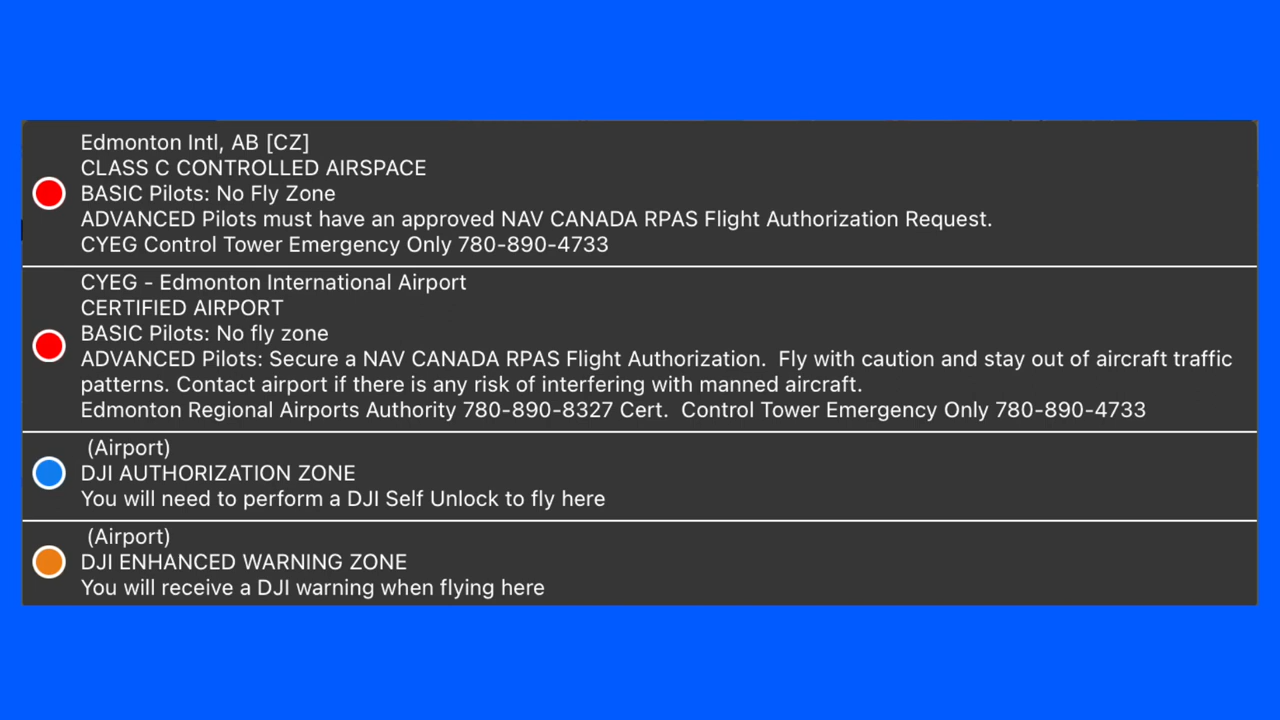 Edmonton Intl, AB [CZ]
CLASS C CONTROLLED AIRSPACE
BASIC Pilots: No Fly Zone
ADVANCED Pilots must have an approved NAV CANADA RPAS Flight Authorization Request.
CYEG Control Tower Emergency Only 780-890-4733
CYEG - Edmonton International Airport
CERTIFIED AIRPORT
BASIC Pilots: No fly zone
ADVANCED Pilots: Secure a NAV CANADA RPAS Flight Authorization.  Fly with caution and stay out of aircraft traffic
patterns. Contact airport if there is any risk of interfering with manned aircraft.
Edmonton Regional Airports Authority 780-890-8327 Cert.  Control Tower Emergency Only 780-890-4733
(Airport)
DJI AUTHORIZATION ZONE
You will need to perform a DJI Self Unlock to fly here
(Airport)
DJI ENHANCED WARNING ZONE
You will receive a DJI warning when flying here